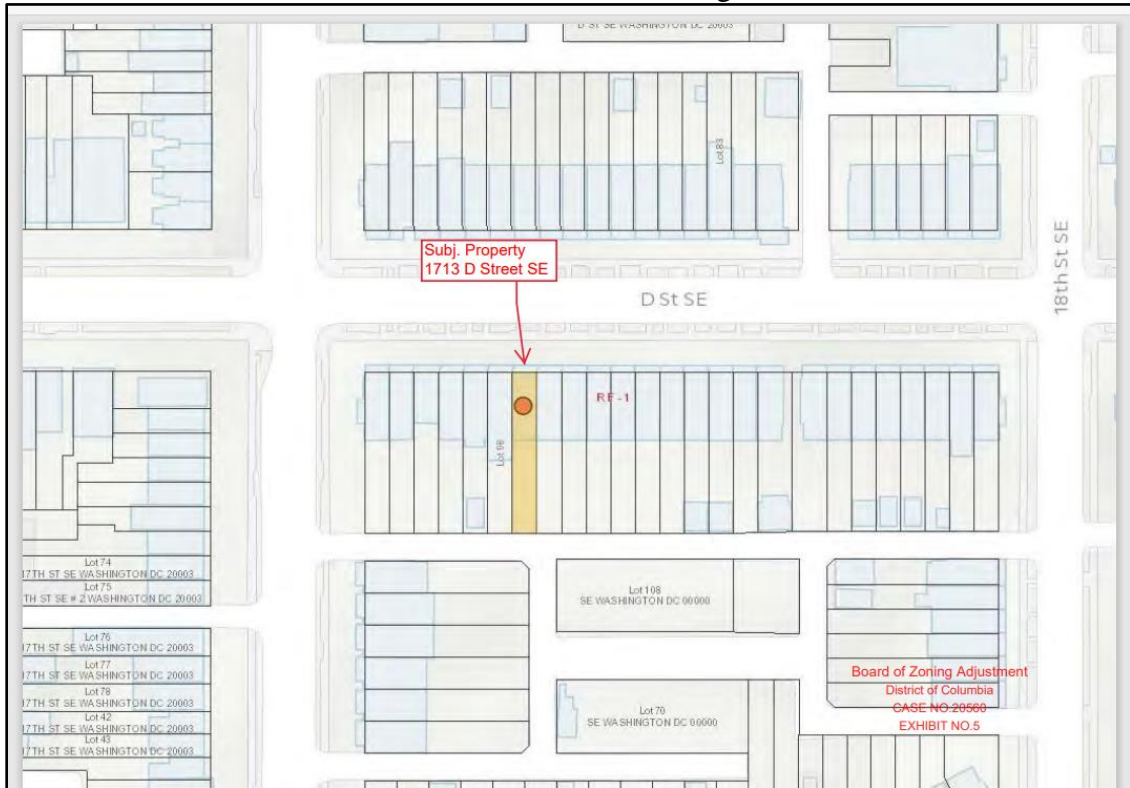 D ST SE WASHINGTON DC 20003
Lot 83
Subj. Property
1713 D Street SE
D St SE
18th St SE
RF-1
Lot 98
Lot 74
17TH ST SE WASHINGTON DC 20003
Lot 75
TH ST SE # 2 WASHINGTON DC 20003
Lot 108
SE WASHINGTON DC 00000
Lot 76
17TH ST SE WASHINGTON DC 20003
Lot 77
17TH ST SE WASHINGTON DC 20003
Lot 78
17TH ST SE WASHINGTON DC 20003
Lot 42
17TH ST SE WASHINGTON DC 20003
Lot 43
17TH ST SE WASHINGTON DC 20003
Lot 70
SE WASHINGTON DC 00000
Board of Zoning Adjustment
District of Columbia
CASE NO.20560
EXHIBIT NO.5